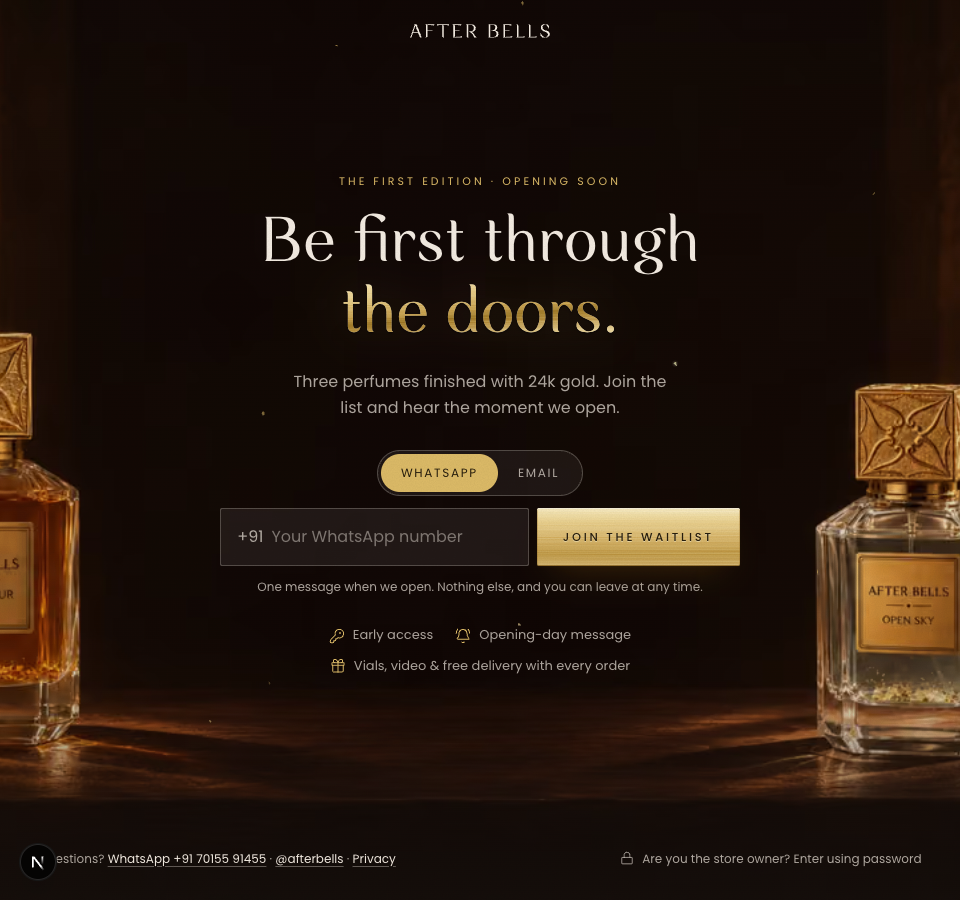 AFTER BELLS
THE FIRST EDITION · OPENING SOON
Be first through
the doors.
Three perfumes finished with 24k gold. Join the
list and hear the moment we open.
WHATSAPP
EMAIL
+91 Your WhatsApp number
JOIN THE WAITLIST
One message when we open. Nothing else, and you can leave at any time.
Early access
Opening-day message
Vials, video & free delivery with every order
AFTER BELLS
OPEN SKY
N
WhatsApp +91 70155 91455 · @afterbells · Privacy
Are you the store owner? Enter using password